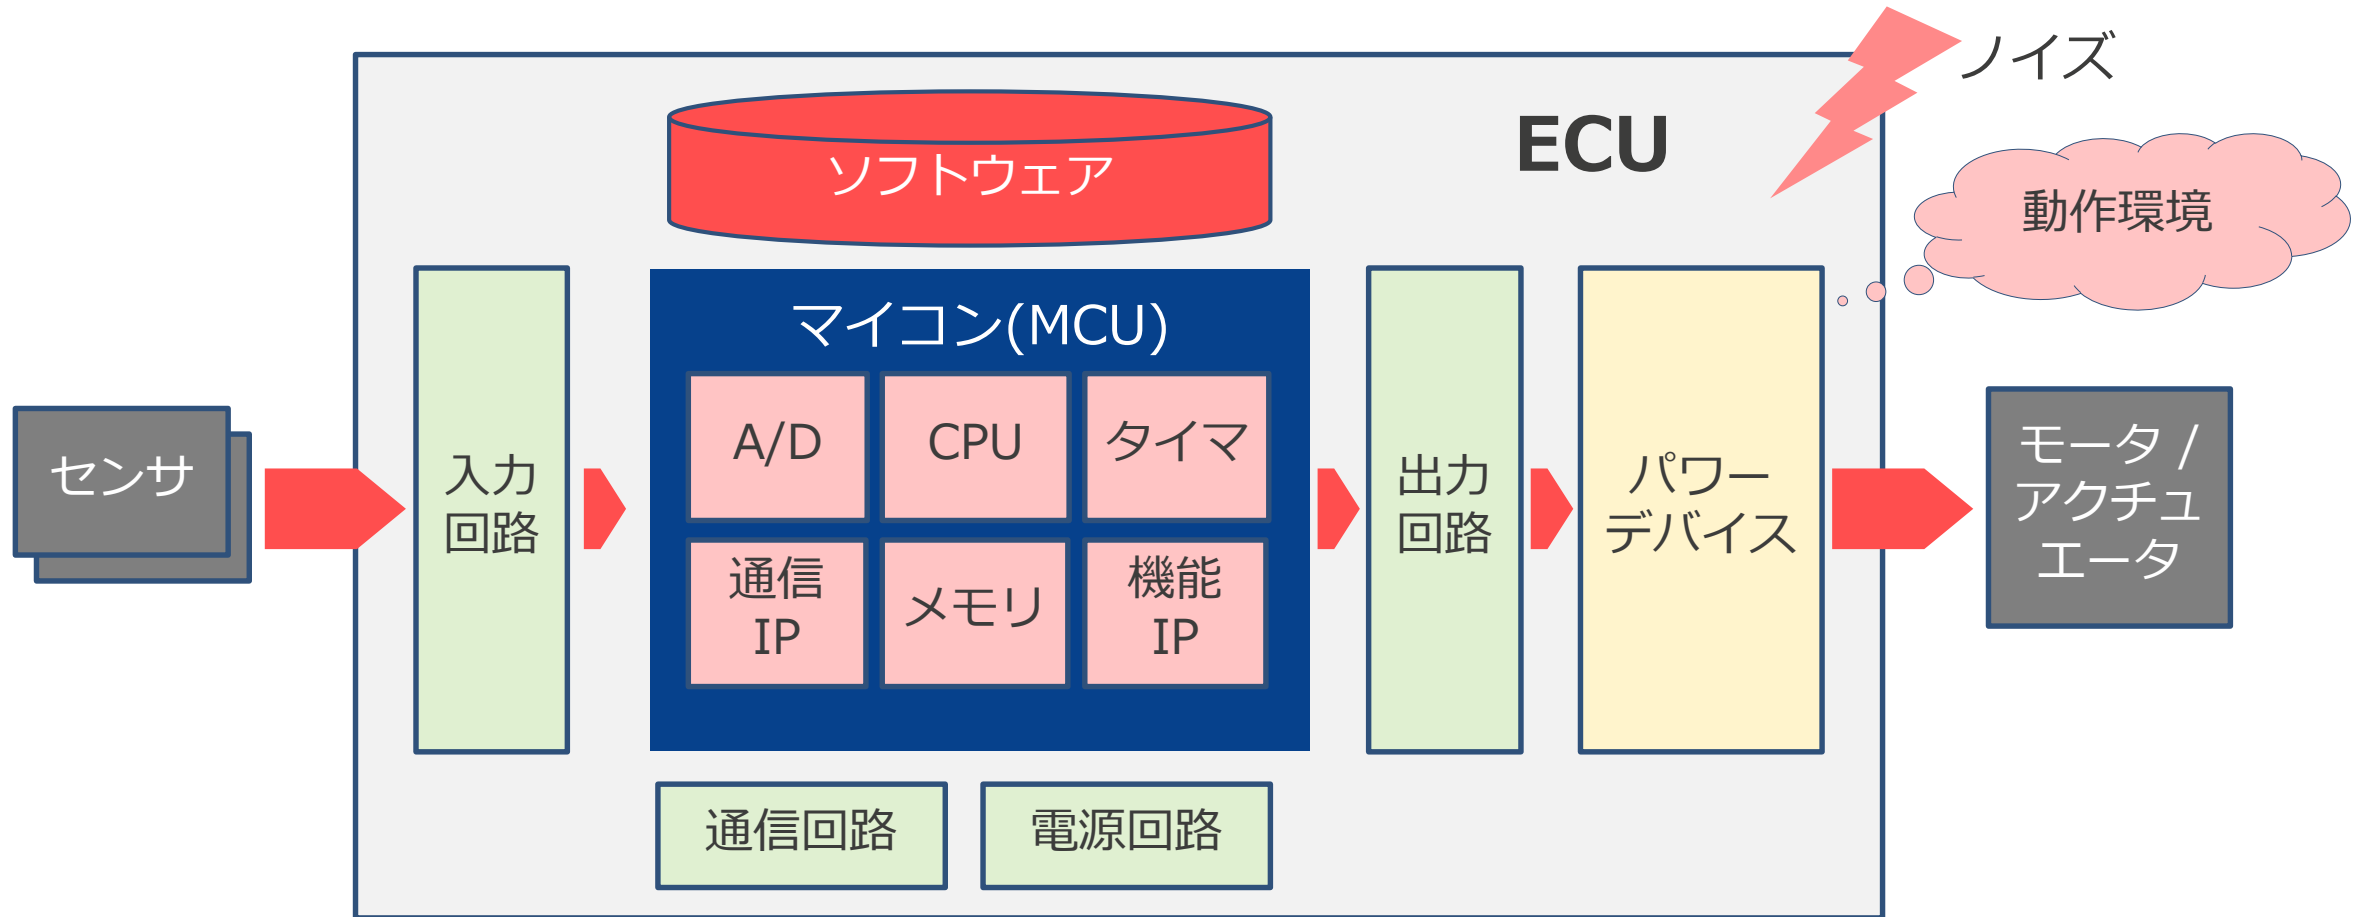 ノイズ
ECU
ソフトウェア
動作環境
マイコン(MCU)
センサ
入力
回路
A/D
CPU
タイマ
通信
IP
メモリ
機能
IP
出力
回路
パワー
デバイス
モータ /
アクチュ
エータ
通信回路
電源回路